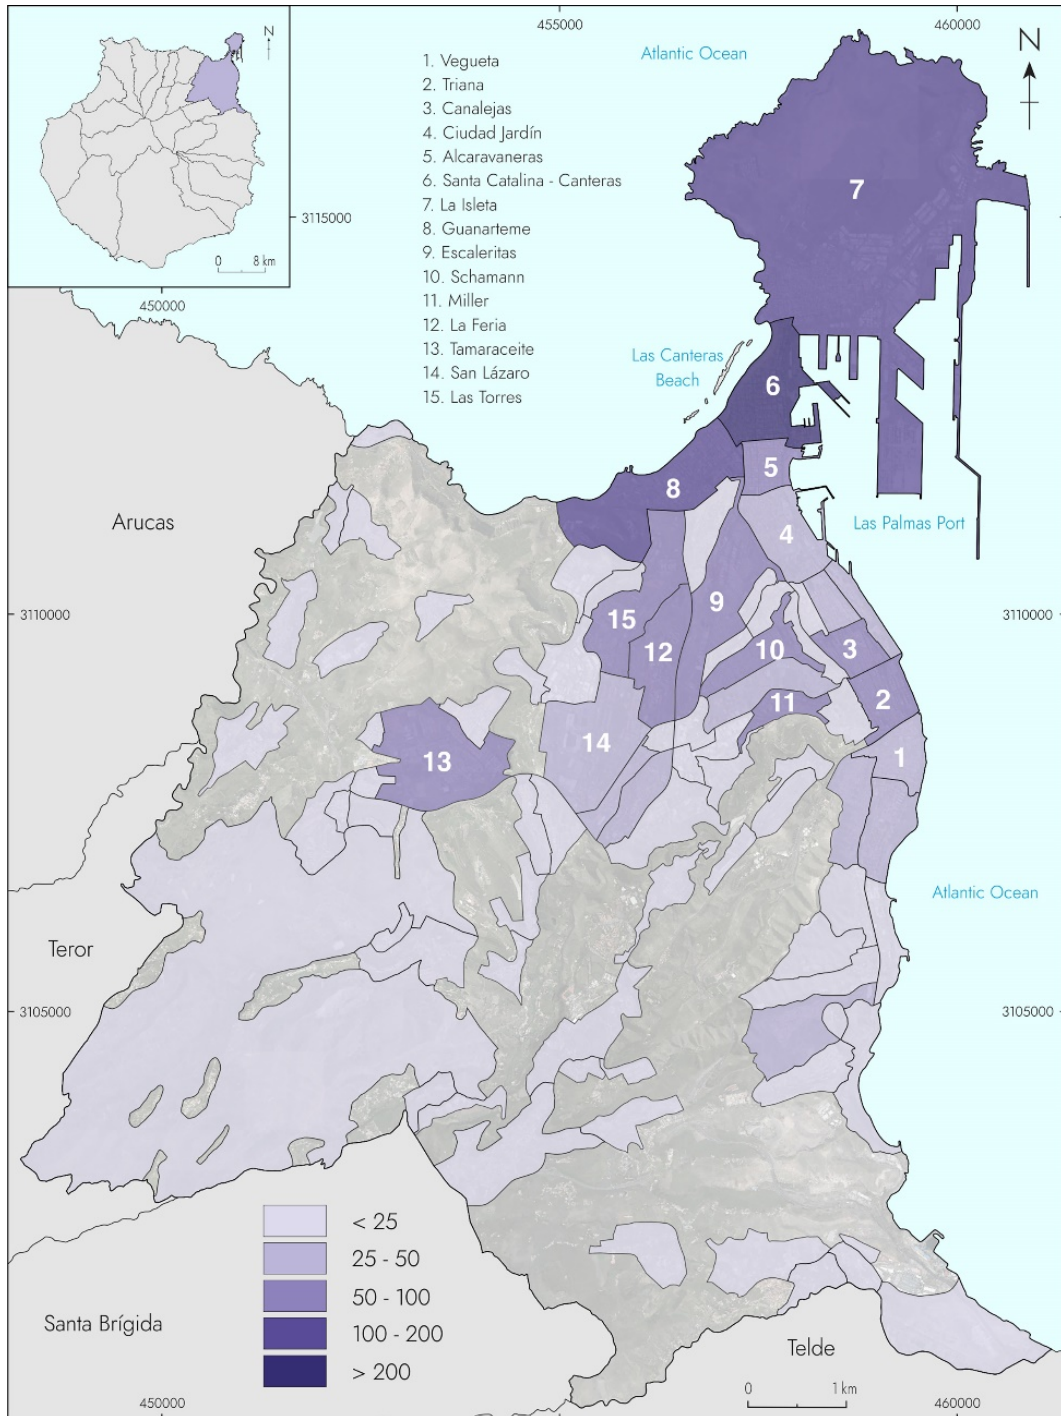 455000
460000
N
N
Atlantic Ocean
1. Vegueta
2. Triana
3. Canalejas
4. Ciudad Jardín
5. Alcaravaneras
6. Santa Catalina - Canteras
7. La Isleta
8. Guanarteme
9. Escaleritas
10. Schamann
11. Miller
12. La Feria
13. Tamaraceite
14. San Lázaro
15. Las Torres
7
3115000
0 8 km
450000
Las Canteras
Beach
6
5
8
Arucas
4
Las Palmas Port
9
3110000
3110000
15
12
10
3
2
11
14
1
13
Atlantic Ocean
Teror
3105000
3105000
< 25
25 - 50
50 - 100
100 - 200
> 200
Santa Brígida
Telde
0 1 km
450000
460000